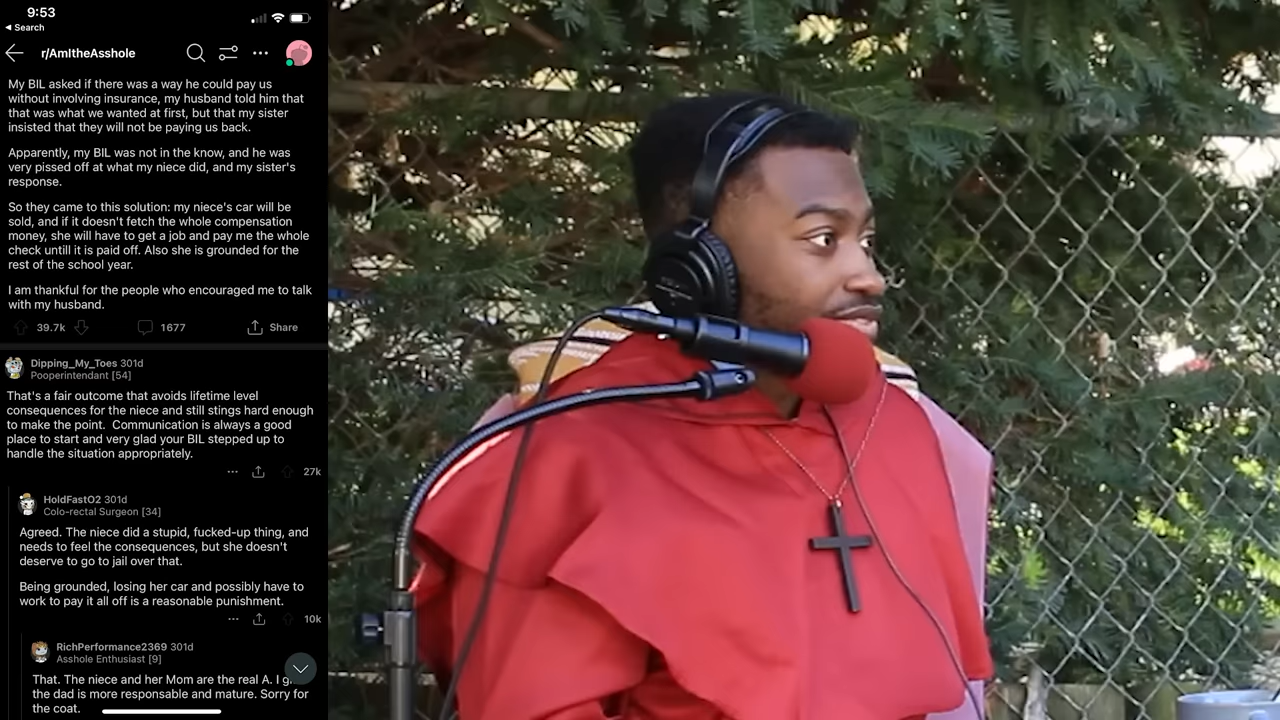 9:53
Search
r/AmItheAsshole
My BIL asked if there was a way he could pay us
without involving insurance, my husband told him that
that was what we wanted at first, but that my sister
insisted that they will not be paying us back.
Apparently, my BIL was not in the know, and he was
very pissed off at what my niece did, and my sister's
response.
So they came to this solution: my niece's car will be
sold, and if it doesn't fetch the whole compensation
money, she will have to get a job and pay me the whole
check untill it is paid off. Also she is grounded for the
rest of the school year.
I am thankful for the people who encouraged me to talk
with my husband.
39.7k 1677 Share
Dipping_My_Toes 301d
Pooperintendant [54]
That's a fair outcome that avoids lifetime level
consequences for the niece and still stings hard enough
to make the point. Communication is always a good
place to start and very glad your BIL stepped up to
handle the situation appropriately.
27k
HoldFastO2 301d
Colo-rectal Surgeon [34]
Agreed. The niece did a stupid, fucked-up thing, and
needs to feel the consequences, but she doesn't
deserve to go to jail over that.
Being grounded, losing her car and possibly have to
work to pay it all off is a reasonable punishment.
10k
RichPerformance2369 301d
Asshole Enthusiast [9]
That. The niece and her Mom are the real A. I
the dad is more responsible and mature. Sorry for
the coat.